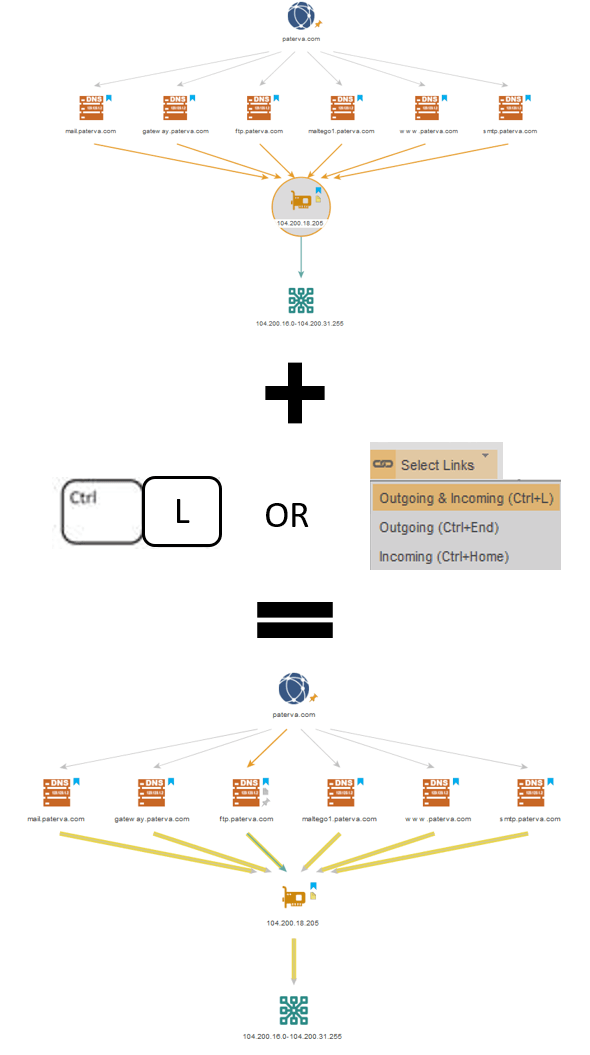 paterva.com
DNS DNS DNS DNS DNS DNS
mail.paterva.com gateway.paterva.com ftp.paterva.com maltego1.paterva.com www.paterva.com smtp.paterva.com
104.200.18.205
104.200.16.0-104.200.31.255
Ctrl L OR
Select Links
Outgoing & Incoming (Ctrl+L)
Outgoing (Ctrl+End)
Incoming (Ctrl+Home)
paterva.com
DNS DNS DNS DNS DNS DNS
mail.paterva.com gateway.paterva.com ftp.paterva.com maltego1.paterva.com www.paterva.com smtp.paterva.com
104.200.18.205
104.200.16.0-104.200.31.255